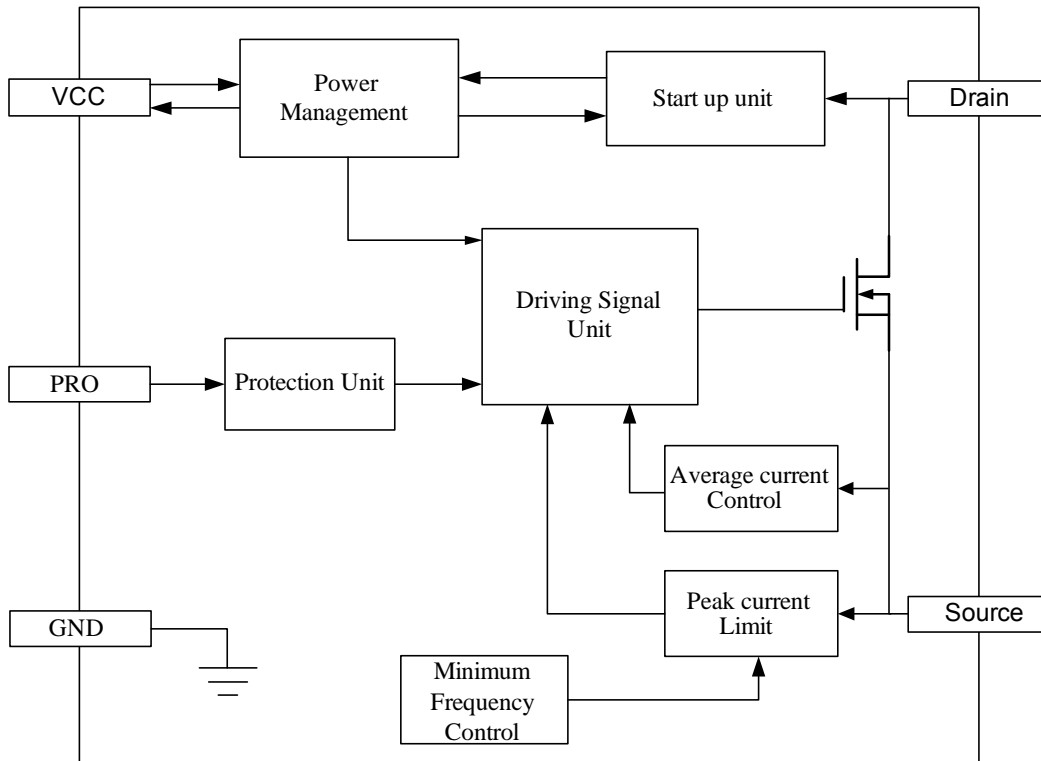 VCC
Power
Management
Start up unit
Drain
Driving Signal
Unit
PRO
Protection Unit
Average current
Control
GND
Peak current
Limit
Source
Minimum
Frequency
Control